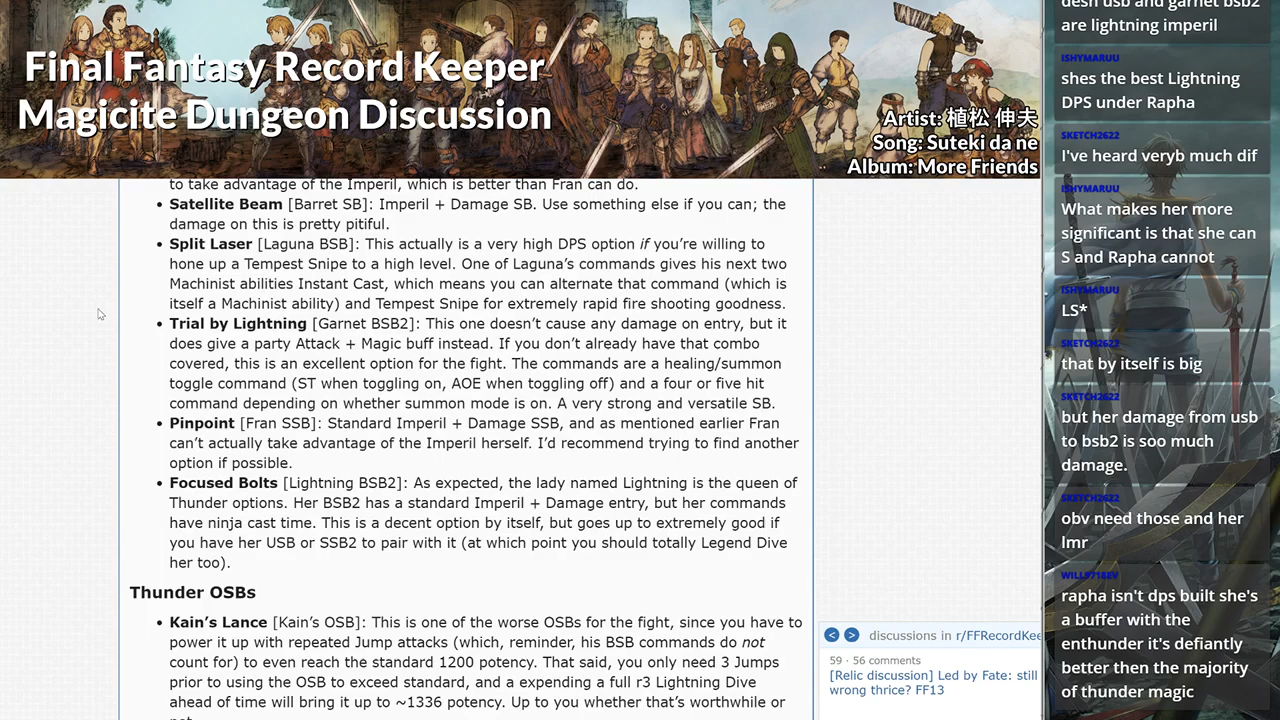 Final Fantasy Record Keeper
Magicite Dungeon Discussion
Artist: 植松 伸夫
Song: Suteki da ne
Album: More Friends
to take advantage of the Imperil, which is better than Fran can do.
• Satellite Beam [Barret SB]: Imperil + Damage SB. Use something else if you can; the
damage on this is pretty pitiful.
• Split Laser [Laguna BSB]: This actually is a very high DPS option if you're willing to
hone up a Tempest Snipe to a high level. One of Laguna's commands gives his next two
Machinist abilities Instant Cast, which means you can alternate that command (which is
itself a Machinist ability) and Tempest Snipe for extremely rapid fire shooting goodness.
• Trial by Lightning [Garnet BSB2]: This one doesn't cause any damage on entry, but it
does give a party Attack + Magic buff instead. If you don't already have that combo
covered, this is an excellent option for the fight. The commands are a healing/summon
toggle command (ST when toggling on, AOE when toggling off) and a four or five hit
command depending on whether summon mode is on. A very strong and versatile SB.
• Pinpoint [Fran SSB]: Standard Imperil + Damage SSB, and as mentioned earlier Fran
can't actually take advantage of the Imperil herself. I'd recommend trying to find another
option if possible.
• Focused Bolts [Lightning BSB2]: As expected, the lady named Lightning is the queen of
Thunder options. Her BSB2 has a standard Imperil + Damage entry, but her commands
have ninja cast time. This is a decent option by itself, but goes up to extremely good if
you have her USB or SSB2 to pair with it (at which point you should totally Legend Dive
her too).
Thunder OSBs
• Kain's Lance [Kain's OSB]: This is one of the worse OSBs for the fight, since you have to
power it up with repeated Jump attacks (which, reminder, his BSB commands do not
count for) to even reach the standard 1200 potency. That said, you only need 3 Jumps
prior to using the OSB to exceed standard, and a expending a full r3 Lightning Dive
ahead of time will bring it up to ~1336 potency. Up to you whether that's worthwhile or
< > discussions in r/FFRecordKee
59 · 56 comments
[Relic discussion] Led by Fate: still
wrong thrice? FF13
desh usb and garnet bsb2
are lightning imperil
ISHYMARUU
shes the best Lightning
DPS under Rapha
SKETCH2622
I've heard veryb much dif
ISHYMARUU
What makes her more
significant is that she can
S and Rapha cannot
ISHYMARUU
LS*
SKETCH2622
that by itself is big
SKETCH2622
but her damage from usb
to bsb2 is soo much
damage.
SKETCH2622
obv need those and her
lmr
WILL9718EV
rapha isn't dps built she's
a buffer with the
enthunder it's defiantly
better then the majority
of thunder magic